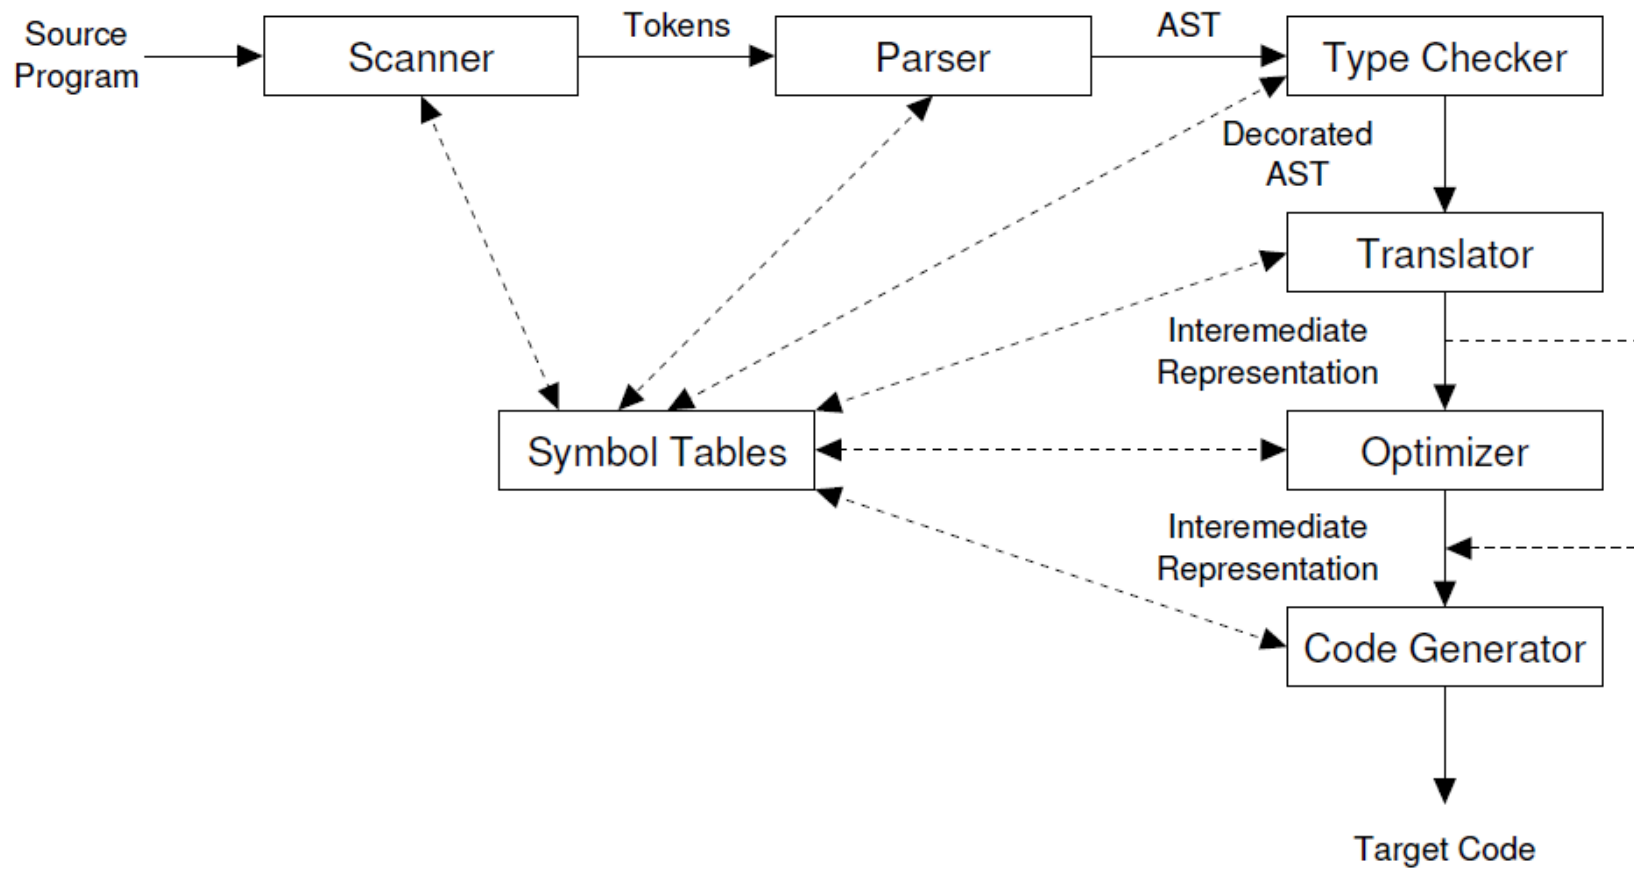 Source
Program
Scanner
Tokens
Parser
AST
Type Checker
Decorated
AST
Translator
Interemediate
Representation
Symbol Tables
Optimizer
Interemediate
Representation
Code Generator
Target Code